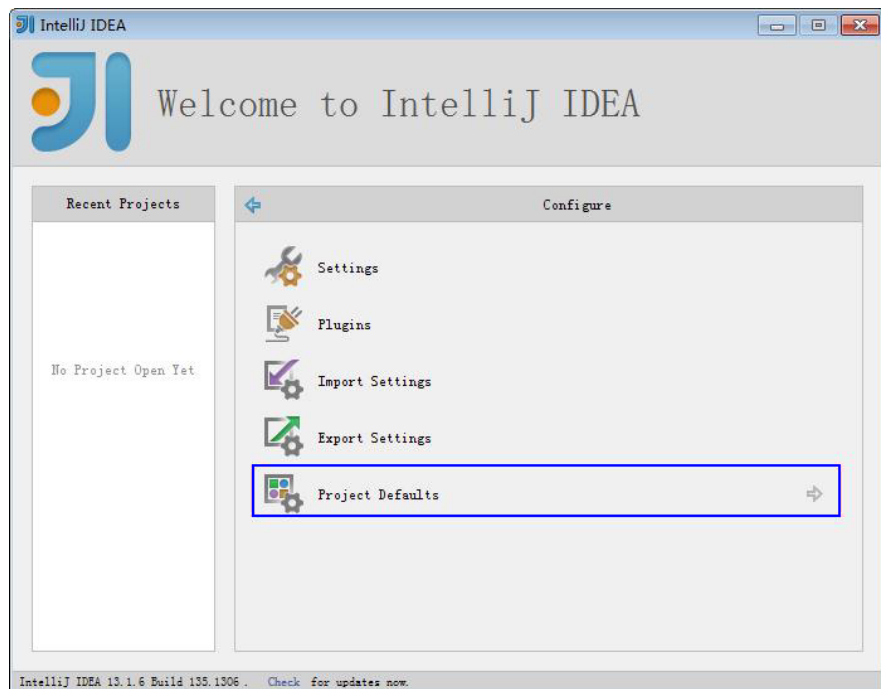 IntelliJ IDEA
Welcome to IntelliJ IDEA
Recent Projects
Configure
Settings
Plugins
No Project Open Yet
Import Settings
Export Settings
Project Defaults
IntelliJ IDEA 13.1.6 Build 135.1306 . Check for updates now.